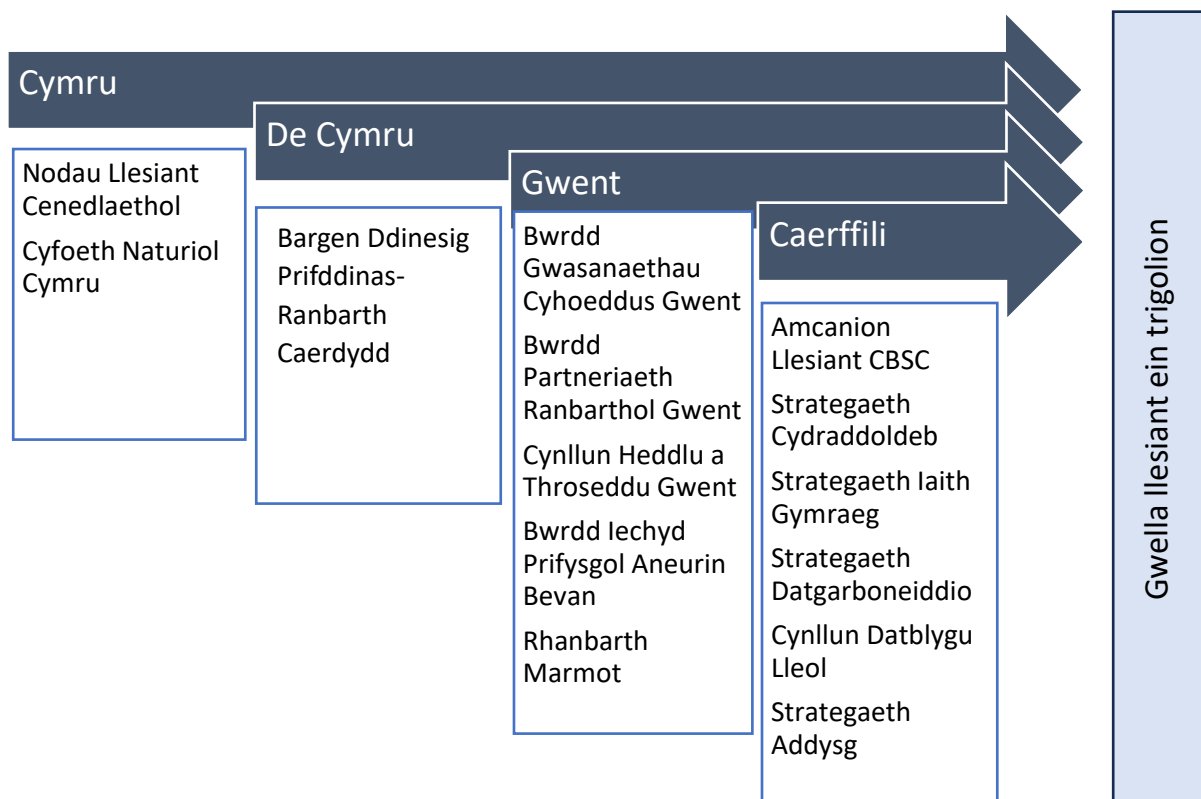 Cymru
Nodau Llesiant
Cenedlaethol
Cyfoeth Naturiol
Cymru
De Cymru
Bargen Ddinesig
Prifddinas-
Ranbarth
Caerdydd
Gwent
Bwrdd
Gwasanaethau
Cyhoeddus Gwent
Bwrdd
Partneriaeth
Ranbarthol Gwent
Cynllun Heddlu a
Throseddu Gwent
Bwrdd Iechyd
Prifysgol Aneurin
Bevan
Rhanbarth
Marmot
Caerffili
Amcanion
Llesiant CBSC
Strategaeth
Cydraddoldeb
Strategaeth Iaith
Gymraeg
Strategaeth
Datgarboneiddio
Cynllun Datblygu
Lleol
Strategaeth
Addysg
Gwella llesiant ein trigolion